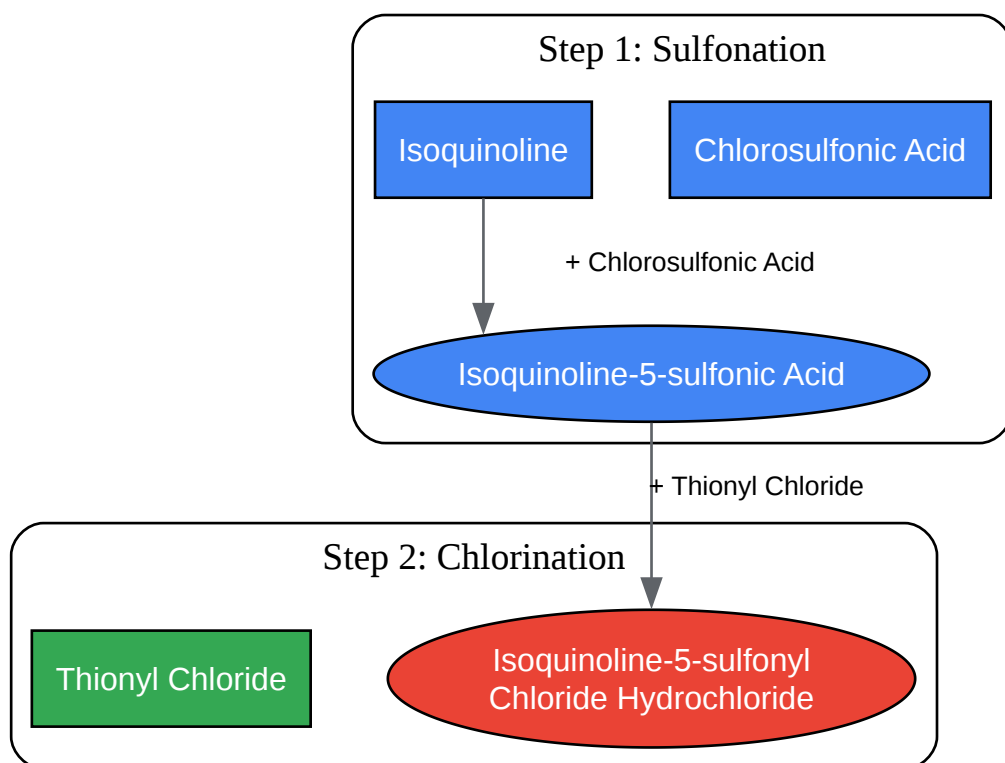 Step 1: Sulfonation
Isoquinoline
Chlorosulfonic Acid
+ Chlorosulfonic Acid
Isoquinoline-5-sulfonic Acid
+ Thionyl Chloride
Step 2: Chlorination
Thionyl Chloride
Isoquinoline-5-sulfonyl
Chloride Hydrochloride